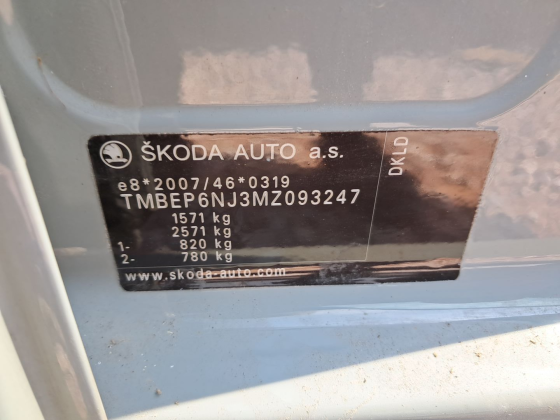 ŠKODA AUTO a.s.
DKLD
e8*2007/46*0319
TMBEP6NJ3MZ093247
1571 kg
2571 kg
1- 820 kg
2- 780 kg
www.skoda-auto.com